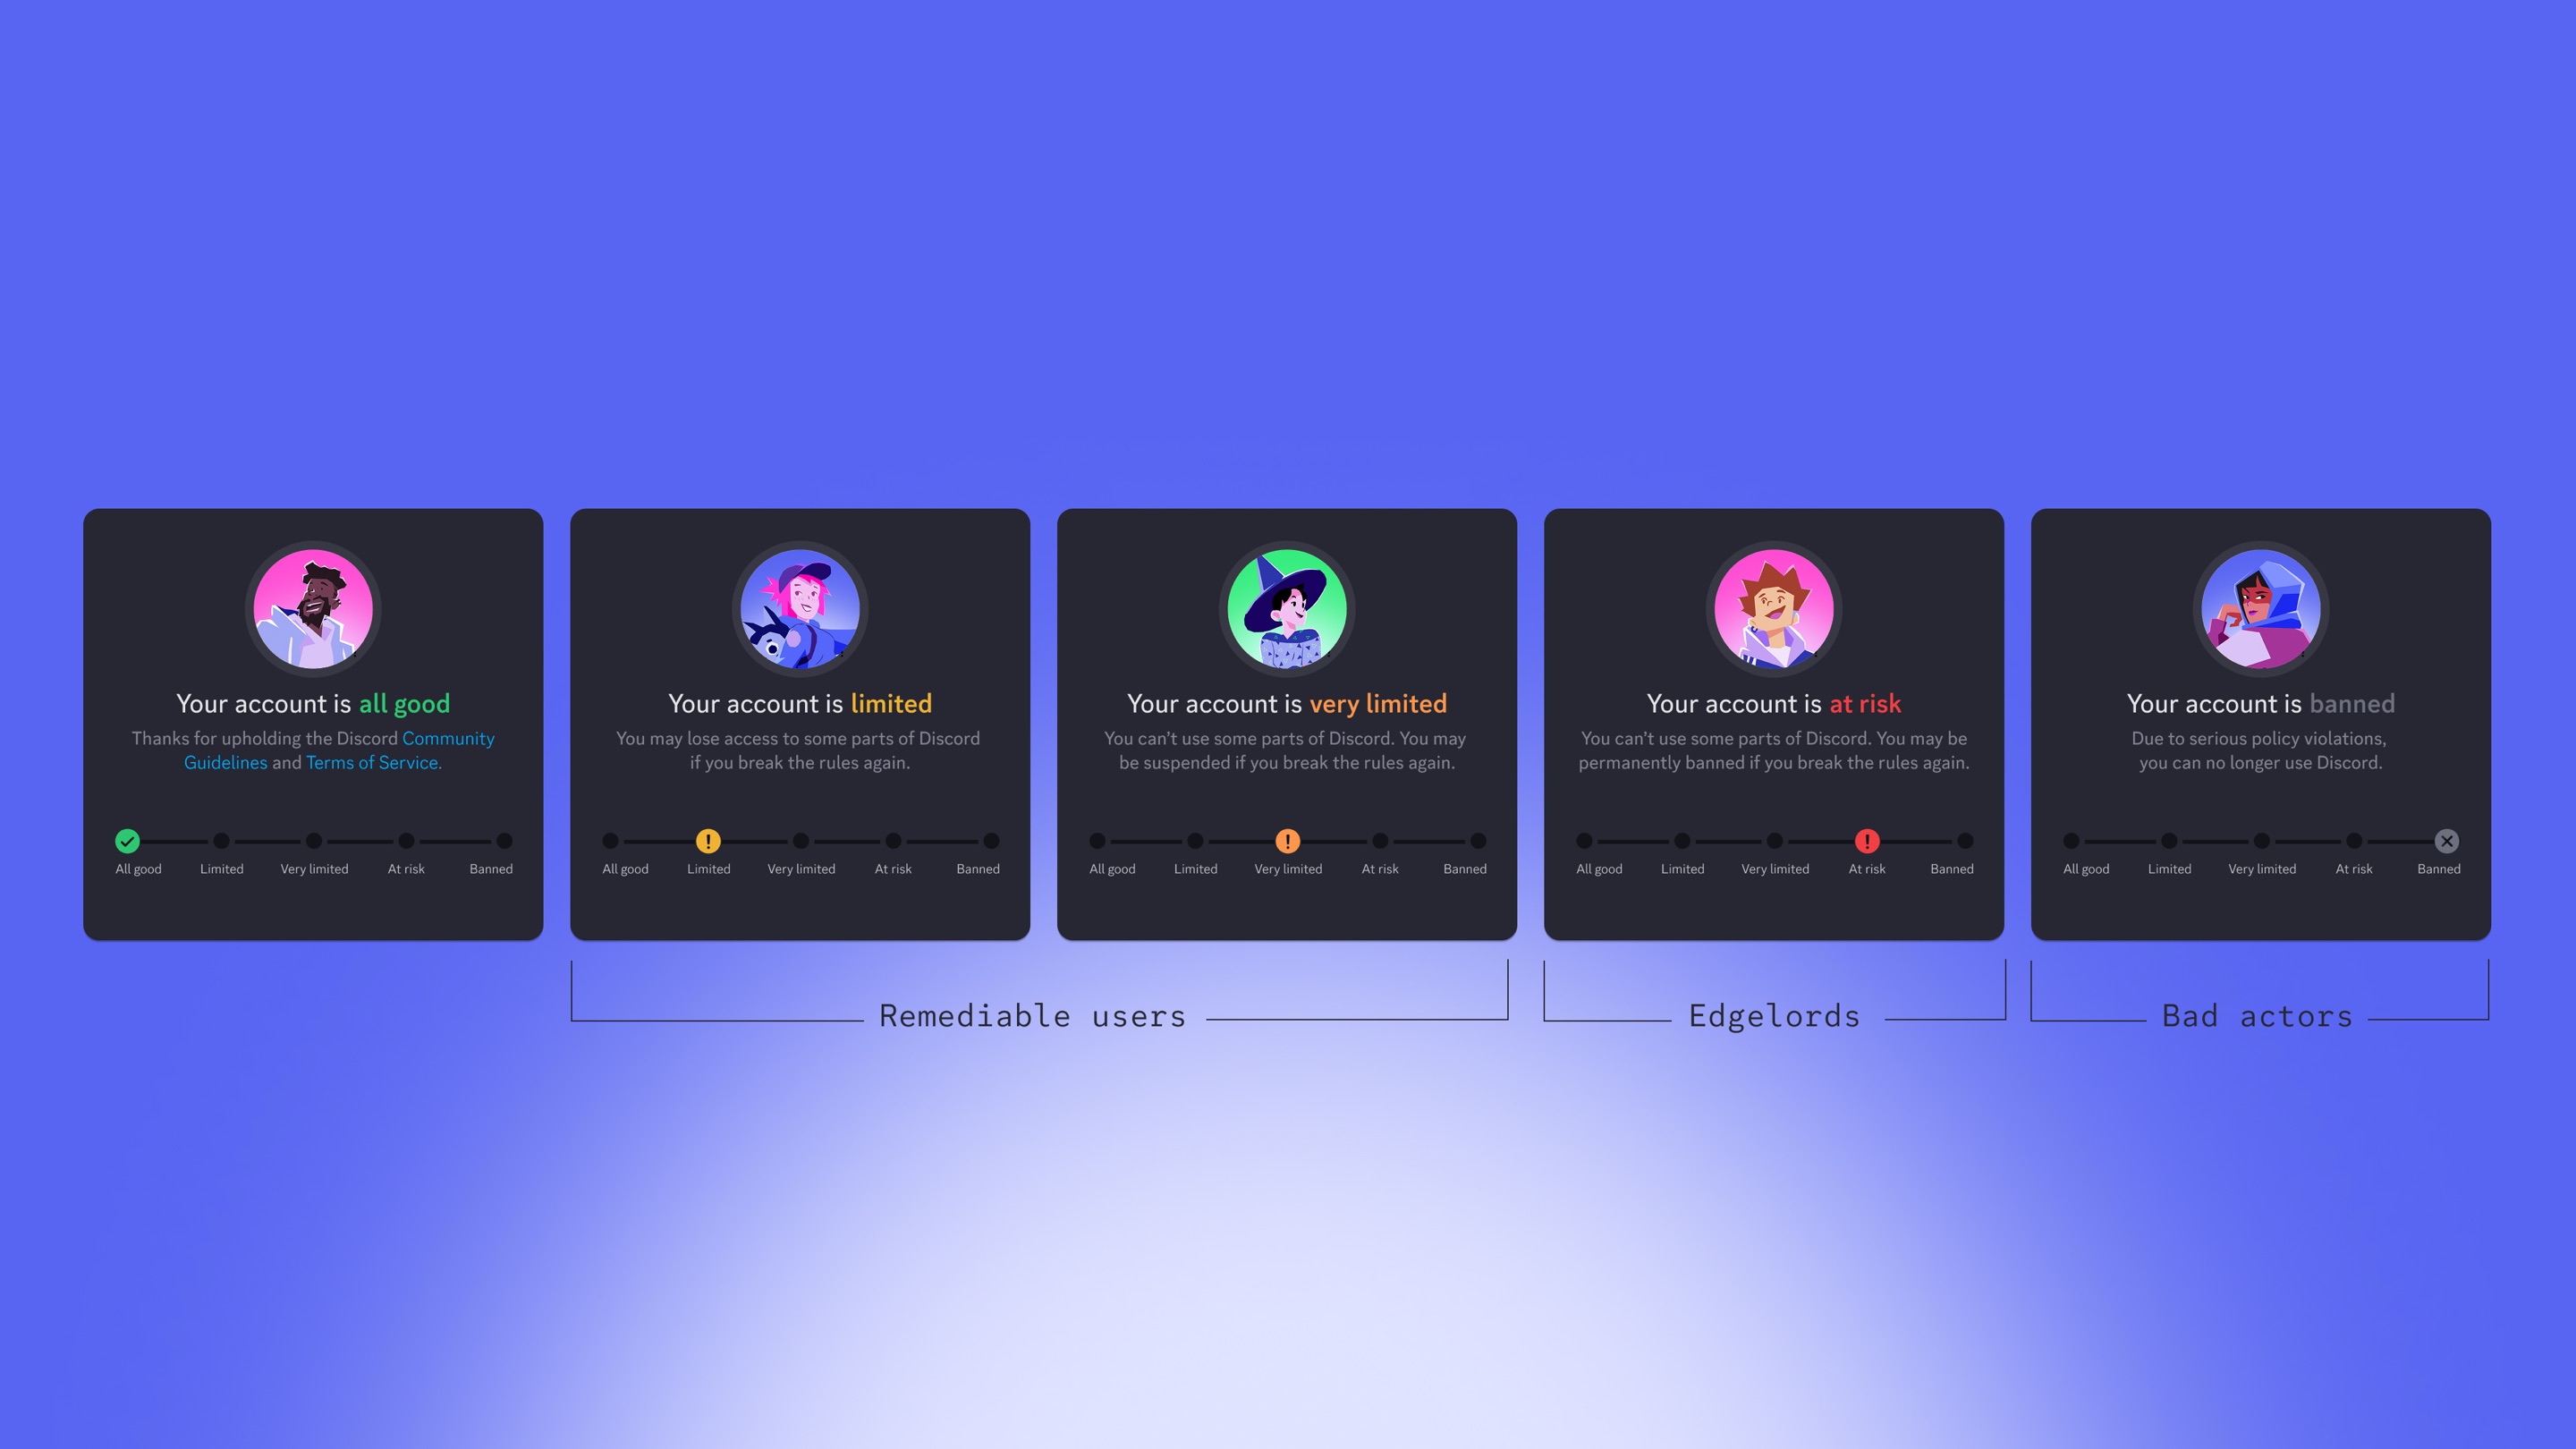 Your account is all good
Thanks for upholding the Discord Community
Guidelines and Terms of Service.
All good Limited Very limited At risk Banned
Your account is limited
You may lose access to some parts of Discord
if you break the rules again.
All good Limited Very limited At risk Banned
Your account is very limited
You can’t use some parts of Discord. You may
be suspended if you break the rules again.
All good Limited Very limited At risk Banned
Your account is at risk
You can’t use some parts of Discord. You may be
permanently banned if you break the rules again.
All good Limited Very limited At risk Banned
Your account is banned
Due to serious policy violations,
you can no longer use Discord.
All good Limited Very limited At risk Banned
Remediable users
Edgelords
Bad actors